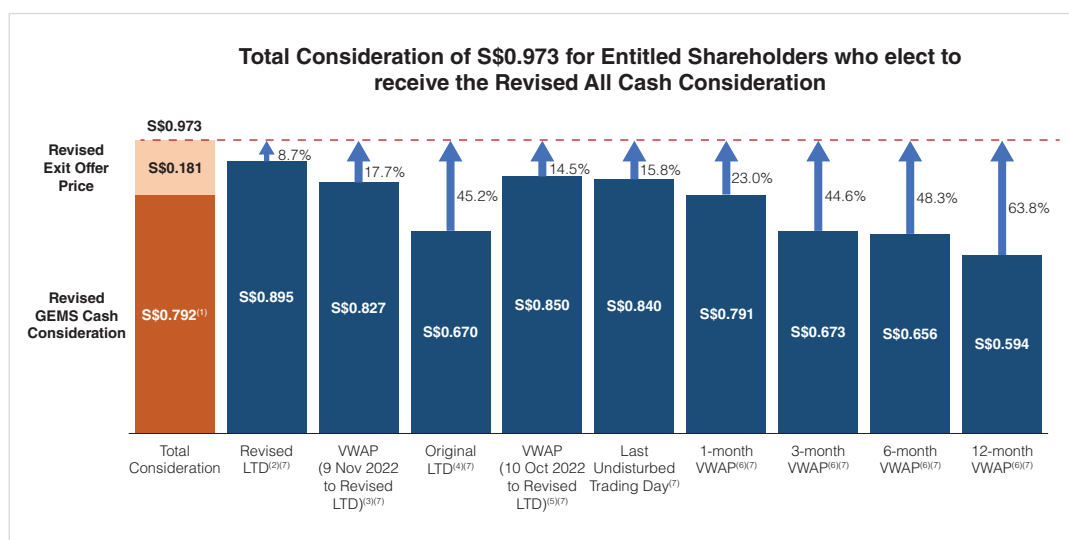 Total Consideration of S$0.973 for Entitled Shareholders who elect to
receive the Revised All Cash Consideration
S$0.973
Revised
Exit Offer
Price
S$0.181
8.7%
17.7%
45.2%
14.5%
15.8%
23.0%
44.6%
48.3%
63.8%
Revised
GEMS Cash
Consideration
S$0.792(1)
S$0.895
S$0.827
S$0.670
S$0.850
S$0.840
S$0.791
S$0.673
S$0.656
S$0.594
Total
Consideration
Revised
LTD(2)(7)
VWAP
(9 Nov 2022
to Revised
LTD)(3)(7)
Original
LTD(4)(7)
VWAP
(10 Oct 2022
to Revised
LTD)(5)(7)
Last
Undisturbed
Trading Day(7)
1-month
VWAP(6)(7)
3-month
VWAP(6)(7)
6-month
VWAP(6)(7)
12-month
VWAP(6)(7)